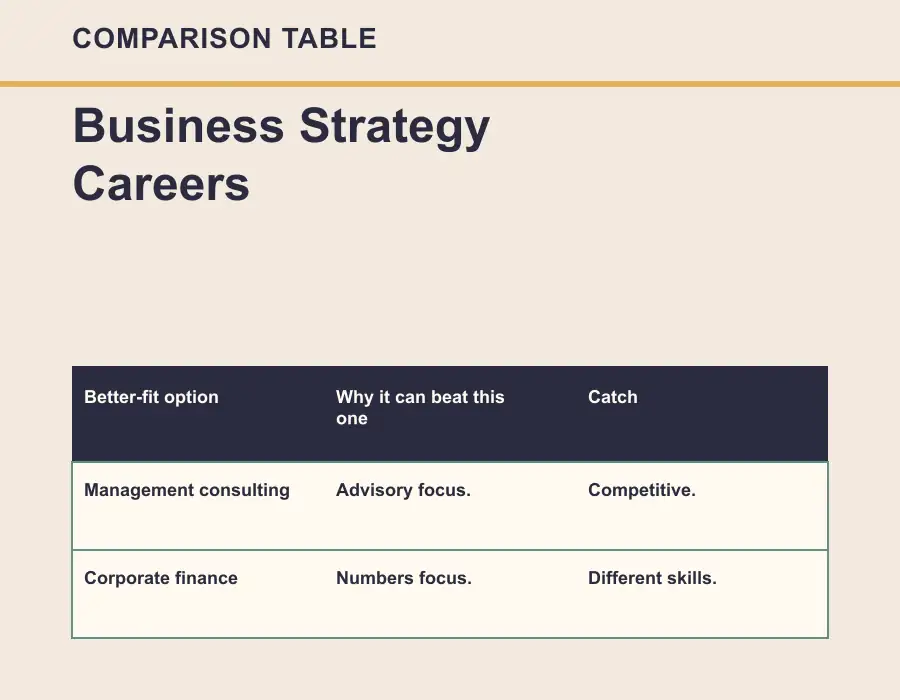 COMPARISON TABLE
Business Strategy
Careers
Better-fit option
Why it can beat this
one
Catch
Management consulting
Advisory focus.
Competitive.
Corporate finance
Numbers focus.
Different skills.